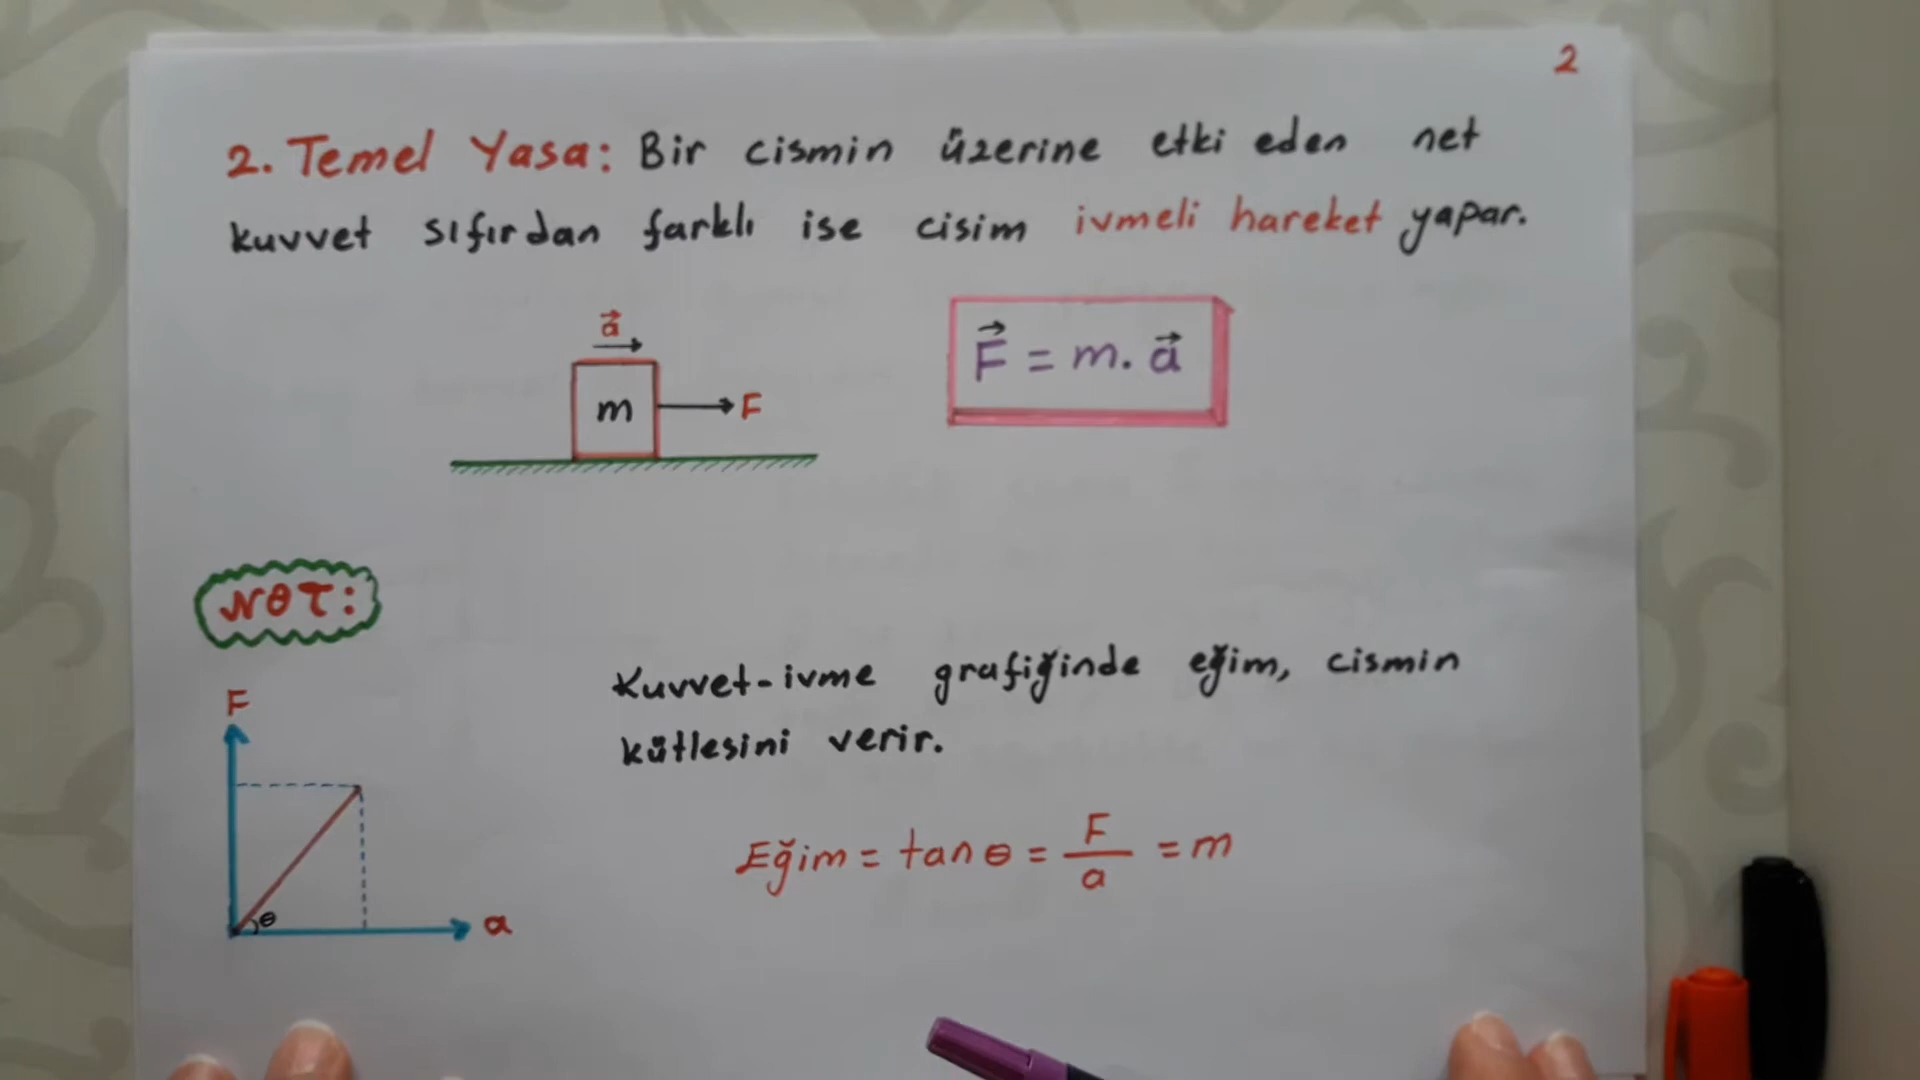 2
2. Temel Yasa: Bir cismin üzerine etki eden net
kuvvet sıfırdan farklı ise cisim ivmeli hareket yapar.
a
m
F
F = m. a
NOT:
Kuvvet-ivme grafiğinde eğim, cismin
kütlesini verir.
F
θ
a
Eğim = tan θ = F/a = m